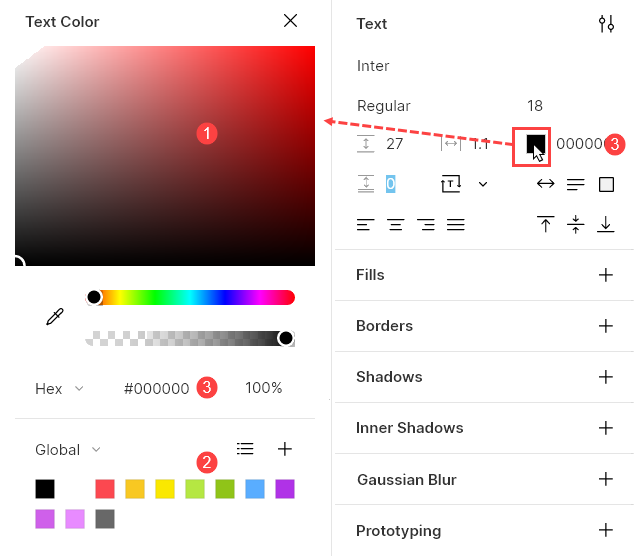 Text Color
1
Hex #000000 3 100%
Global
2
Text
Inter
Regular 18
27 1.1 00000 3
0
T
Fills
Borders
Shadows
Inner Shadows
Gaussian Blur
Prototyping